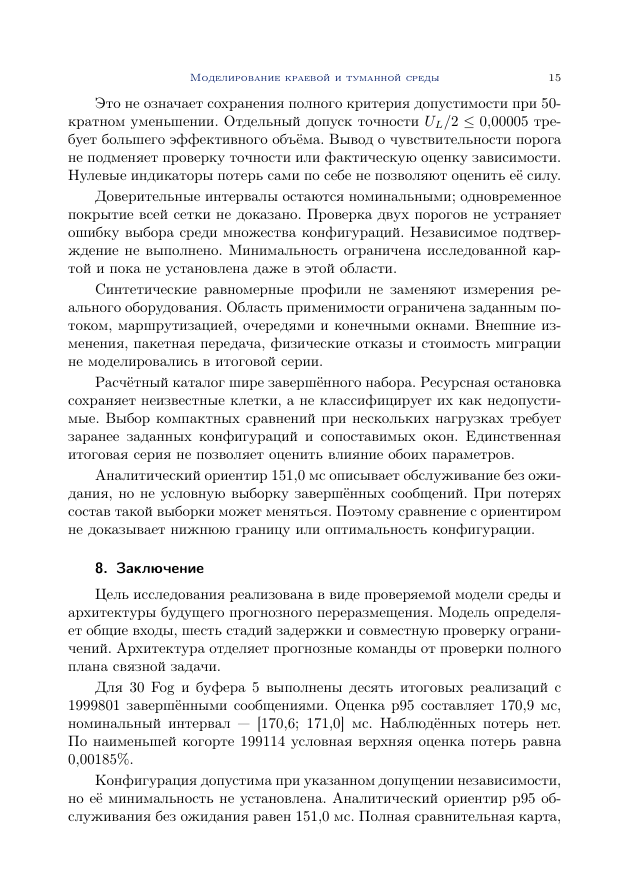 Моделирование краевой и туманной среды 15
Это не означает сохранения полного критерия допустимости при 50-
кратном уменьшении. Отдельный допуск точности U_L/2 ≤ 0,00005 тре-
бует большего эффективного объёма. Вывод о чувствительности порога
не подменяет проверку точности или фактическую оценку зависимости.
Нулевые индикаторы потерь сами по себе не позволяют оценить её силу.
Доверительные интервалы остаются номинальными; одновременное
покрытие всей сетки не доказано. Проверка двух порогов не устраняет
ошибку выбора среди множества конфигураций. Независимое подтвер-
ждение не выполнено. Минимальность ограничена исследованной кар-
той и пока не установлена даже в этой области.
Синтетические равномерные профили не заменяют измерения ре-
ального оборудования. Область применимости ограничена заданным по-
током, маршрутизацией, очередями и конечными окнами. Внешние из-
менения, пакетная передача, физические отказы и стоимость миграции
не моделировались в итоговой серии.
Расчётный каталог шире завершённого набора. Ресурсная остановка
сохраняет неизвестные клетки, а не классифицирует их как недопусти-
мые. Выбор компактных сравнений при нескольких нагрузках требует
заранее заданных конфигураций и сопоставимых окон. Единственная
итоговая серия не позволяет оценить влияние обоих параметров.
Аналитический ориентир 151,0 мс описывает обслуживание без ожи-
дания, но не условную выборку завершённых сообщений. При потерях
состав такой выборки может меняться. Поэтому сравнение с ориентиром
не доказывает нижнюю границу или оптимальность конфигурации.
8. Заключение
Цель исследования реализована в виде проверяемой модели среды и
архитектуры будущего прогнозного переразмещения. Модель определя-
ет общие входы, шесть стадий задержки и совместную проверку ограни-
чений. Архитектура отделяет прогнозные команды от проверки полного
плана связной задачи.
Для 30 Fog и буфера 5 выполнены десять итоговых реализаций с
1999801 завершёнными сообщениями. Оценка p95 составляет 170,9 мс,
номинальный интервал — [170,6; 171,0] мс. Наблюдённых потерь нет.
По наименьшей когорте 199114 условная верхняя оценка потерь равна
0,00185%.
Конфигурация допустима при указанном допущении независимости,
но её минимальность не установлена. Аналитический ориентир p95 об-
служивания без ожидания равен 151,0 мс. Полная сравнительная карта,